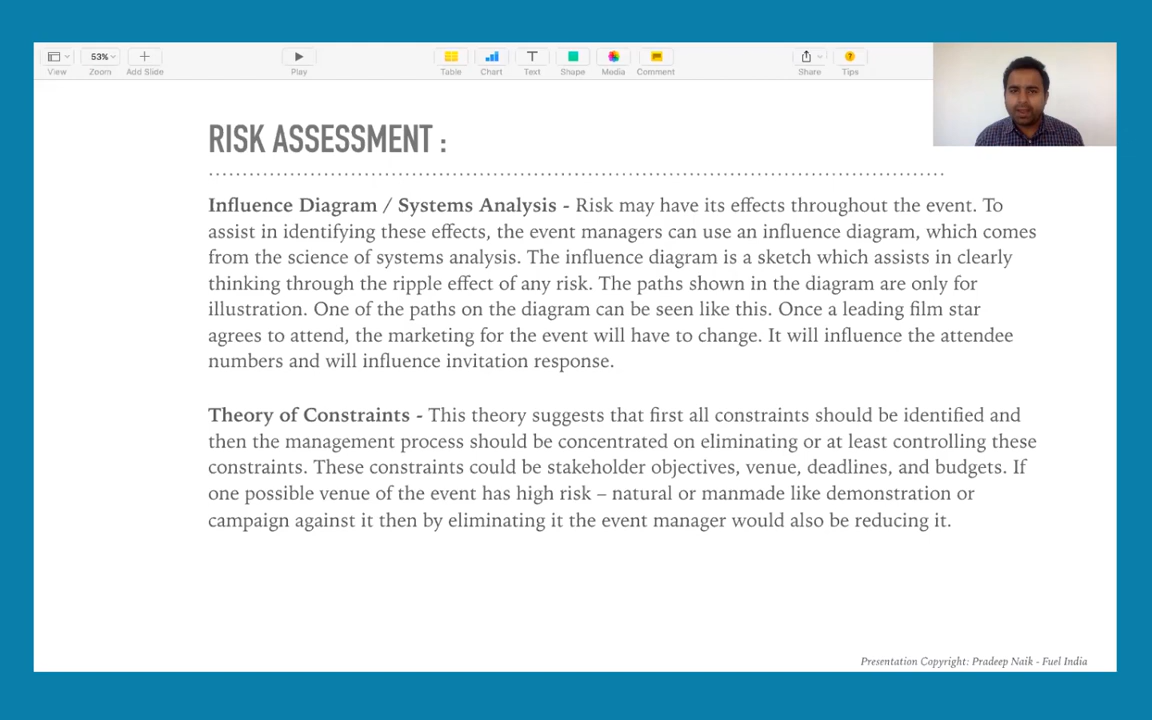 53%
View
Zoom
Add Slide
Play
Table
Chart
T
Text
Shape
Media
Comment
Share
?
Tips
RISK ASSESSMENT :
Influence Diagram / Systems Analysis - Risk may have its effects throughout the event. To
assist in identifying these effects, the event managers can use an influence diagram, which comes
from the science of systems analysis. The influence diagram is a sketch which assists in clearly
thinking through the ripple effect of any risk. The paths shown in the diagram are only for
illustration. One of the paths on the diagram can be seen like this. Once a leading film star
agrees to attend, the marketing for the event will have to change. It will influence the attendee
numbers and will influence invitation response.
Theory of Constraints - This theory suggests that first all constraints should be identified and
then the management process should be concentrated on eliminating or at least controlling these
constraints. These constraints could be stakeholder objectives, venue, deadlines, and budgets. If
one possible venue of the event has high risk – natural or manmade like demonstration or
campaign against it then by eliminating it the event manager would also be reducing it.
Presentation Copyright: Pradeep Naik - Fuel India